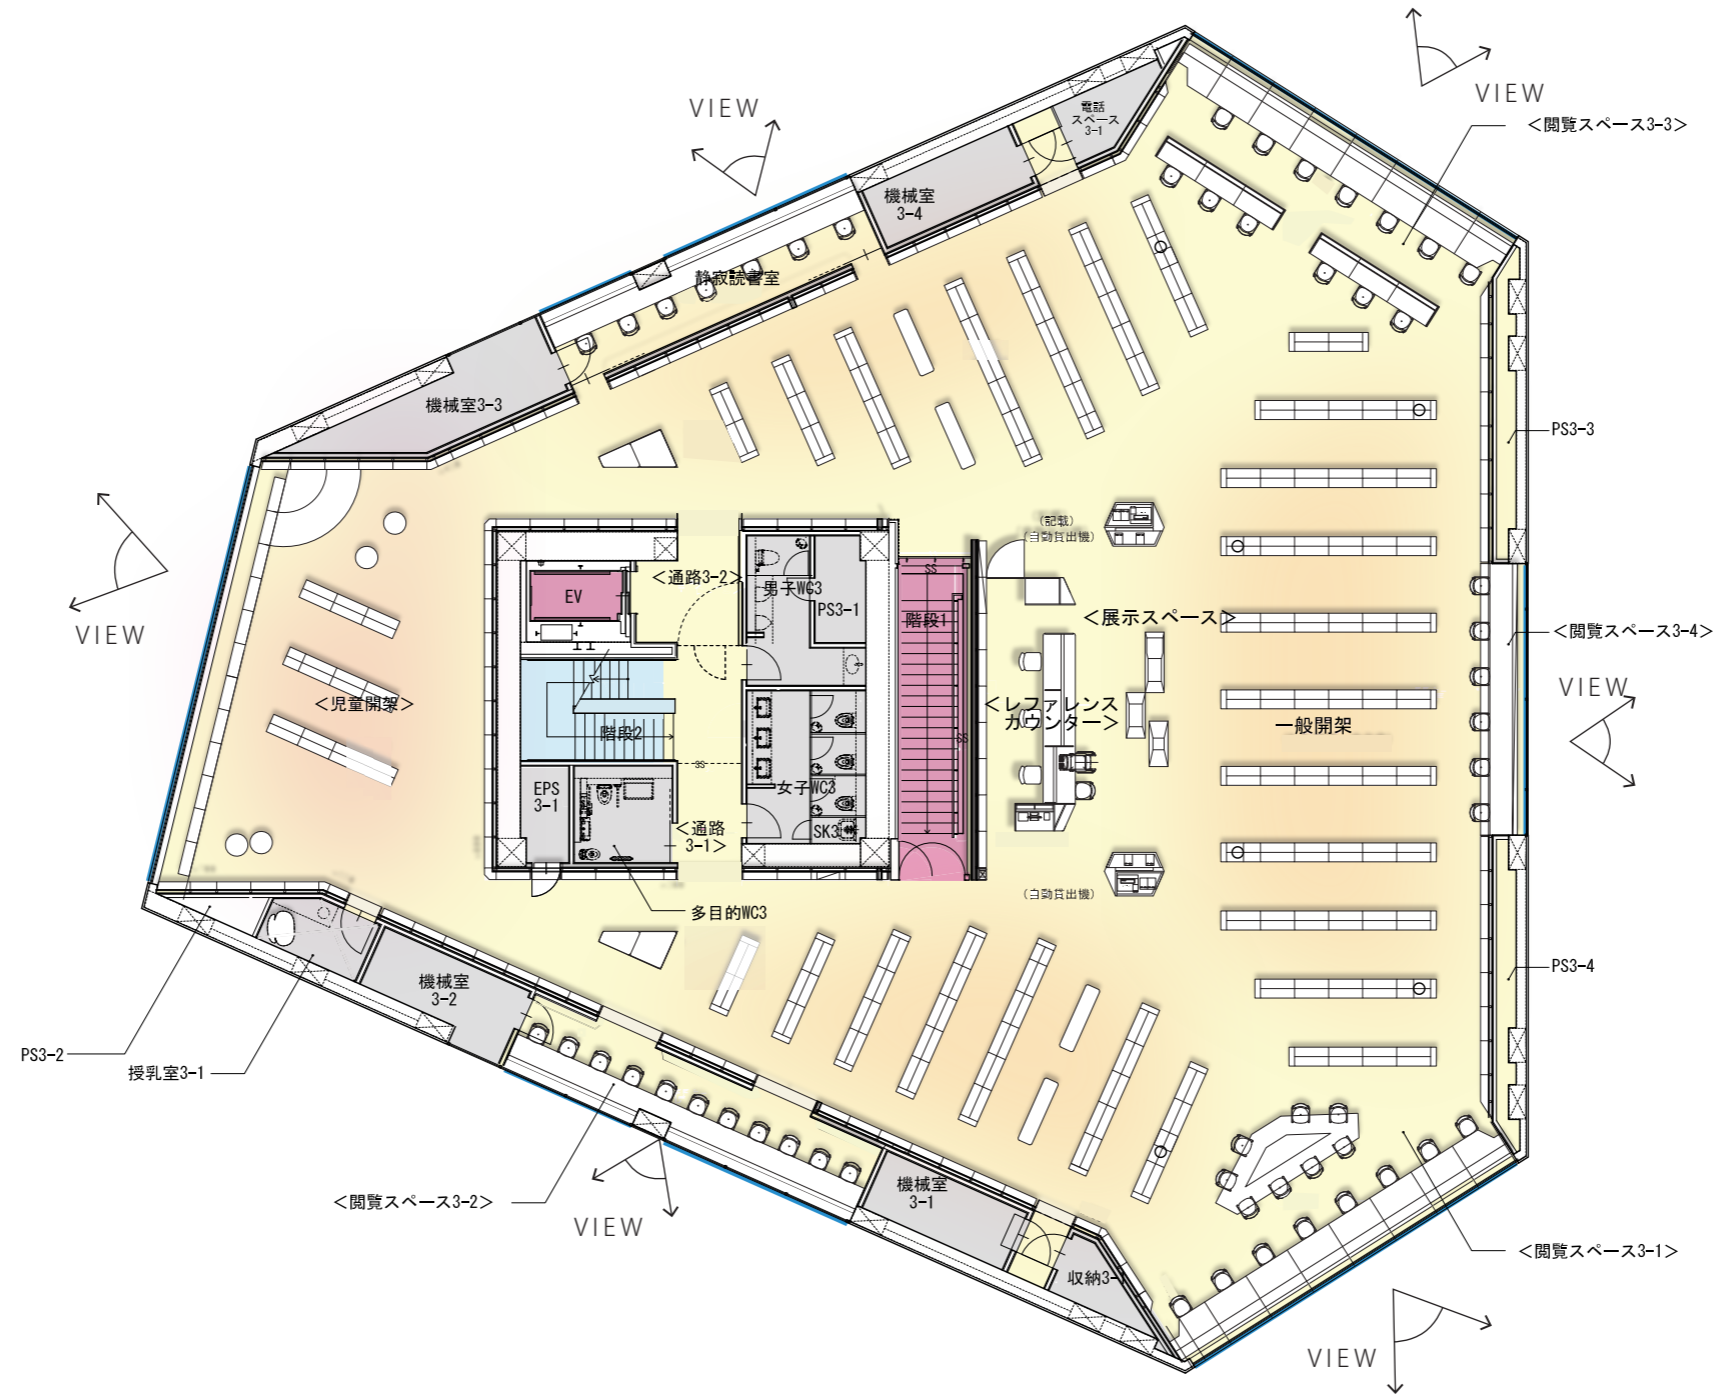 VIEW
VIEW
<閲覧スペース3-3>
電話
スペース
3-1
機械室
3-4
静寂読書室
機械室3-3
PS3-3
(記載)
(自動貸出機)
<通路3-2>
EV
男子WC3
PS3-1
階段1
SS
<展示スペース>
<閲覧スペース3-4>
VIEW
VIEW
<児童開架>
<レファレンス
カウンター>
一般開架
階段2
SS
SS
EPS
3-1
女子WC3
SK3
<通路
3-1>
(自動貸出機)
多目的WC3
PS3-4
機械室
3-2
PS3-2
授乳室3-1
<閲覧スペース3-2>
VIEW
機械室
3-1
収納3-1
<閲覧スペース3-1>
VIEW